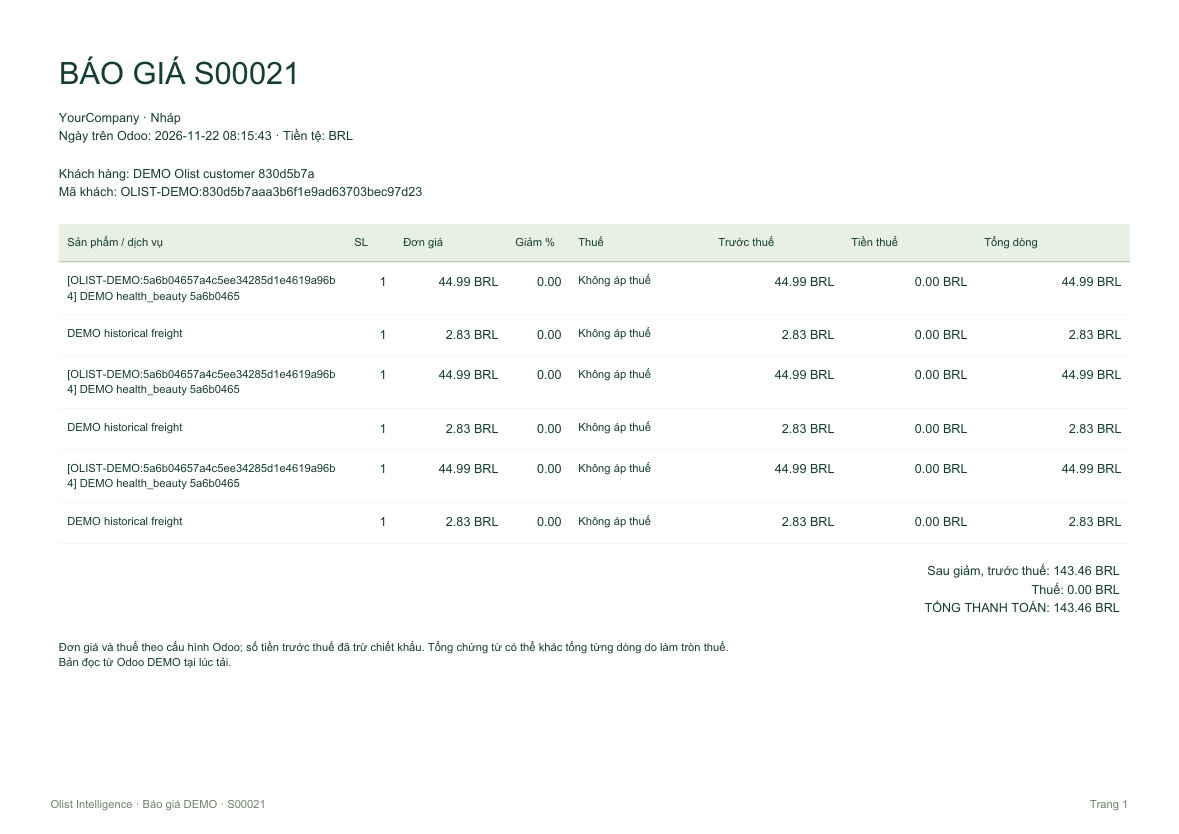 BÁO GIÁ S00021
YourCompany · Nháp
Ngày trên Odoo: 2026-11-22 08:15:43 · Tiền tệ: BRL
Khách hàng: DEMO Olist customer 830d5b7a
Mã khách: OLIST-DEMO:830d5b7aaa3b6f1e9ad63703bec97d23
Sản phẩm / dịch vụ SL Đơn giá Giảm % Thuế Trước thuế Tiền thuế Tổng dòng
[OLIST-DEMO:5a6b04657a4c5ee34285d1e4619a96b 1 44.99 BRL 0.00 Không áp thuế 44.99 BRL 0.00 BRL 44.99 BRL
4] DEMO health_beauty 5a6b0465
DEMO historical freight 1 2.83 BRL 0.00 Không áp thuế 2.83 BRL 0.00 BRL 2.83 BRL
[OLIST-DEMO:5a6b04657a4c5ee34285d1e4619a96b 1 44.99 BRL 0.00 Không áp thuế 44.99 BRL 0.00 BRL 44.99 BRL
4] DEMO health_beauty 5a6b0465
DEMO historical freight 1 2.83 BRL 0.00 Không áp thuế 2.83 BRL 0.00 BRL 2.83 BRL
[OLIST-DEMO:5a6b04657a4c5ee34285d1e4619a96b 1 44.99 BRL 0.00 Không áp thuế 44.99 BRL 0.00 BRL 44.99 BRL
4] DEMO health_beauty 5a6b0465
DEMO historical freight 1 2.83 BRL 0.00 Không áp thuế 2.83 BRL 0.00 BRL 2.83 BRL
Sau giảm, trước thuế: 143.46 BRL
Thuế: 0.00 BRL
TỔNG THANH TOÁN: 143.46 BRL
Đơn giá và thuế theo cấu hình Odoo; số tiền trước thuế đã trừ chiết khấu. Tổng chứng từ có thể khác tổng từng dòng do làm tròn thuế.
Bản đọc từ Odoo DEMO tại lúc tải.
Olist Intelligence · Báo giá DEMO · S00021 Trang 1